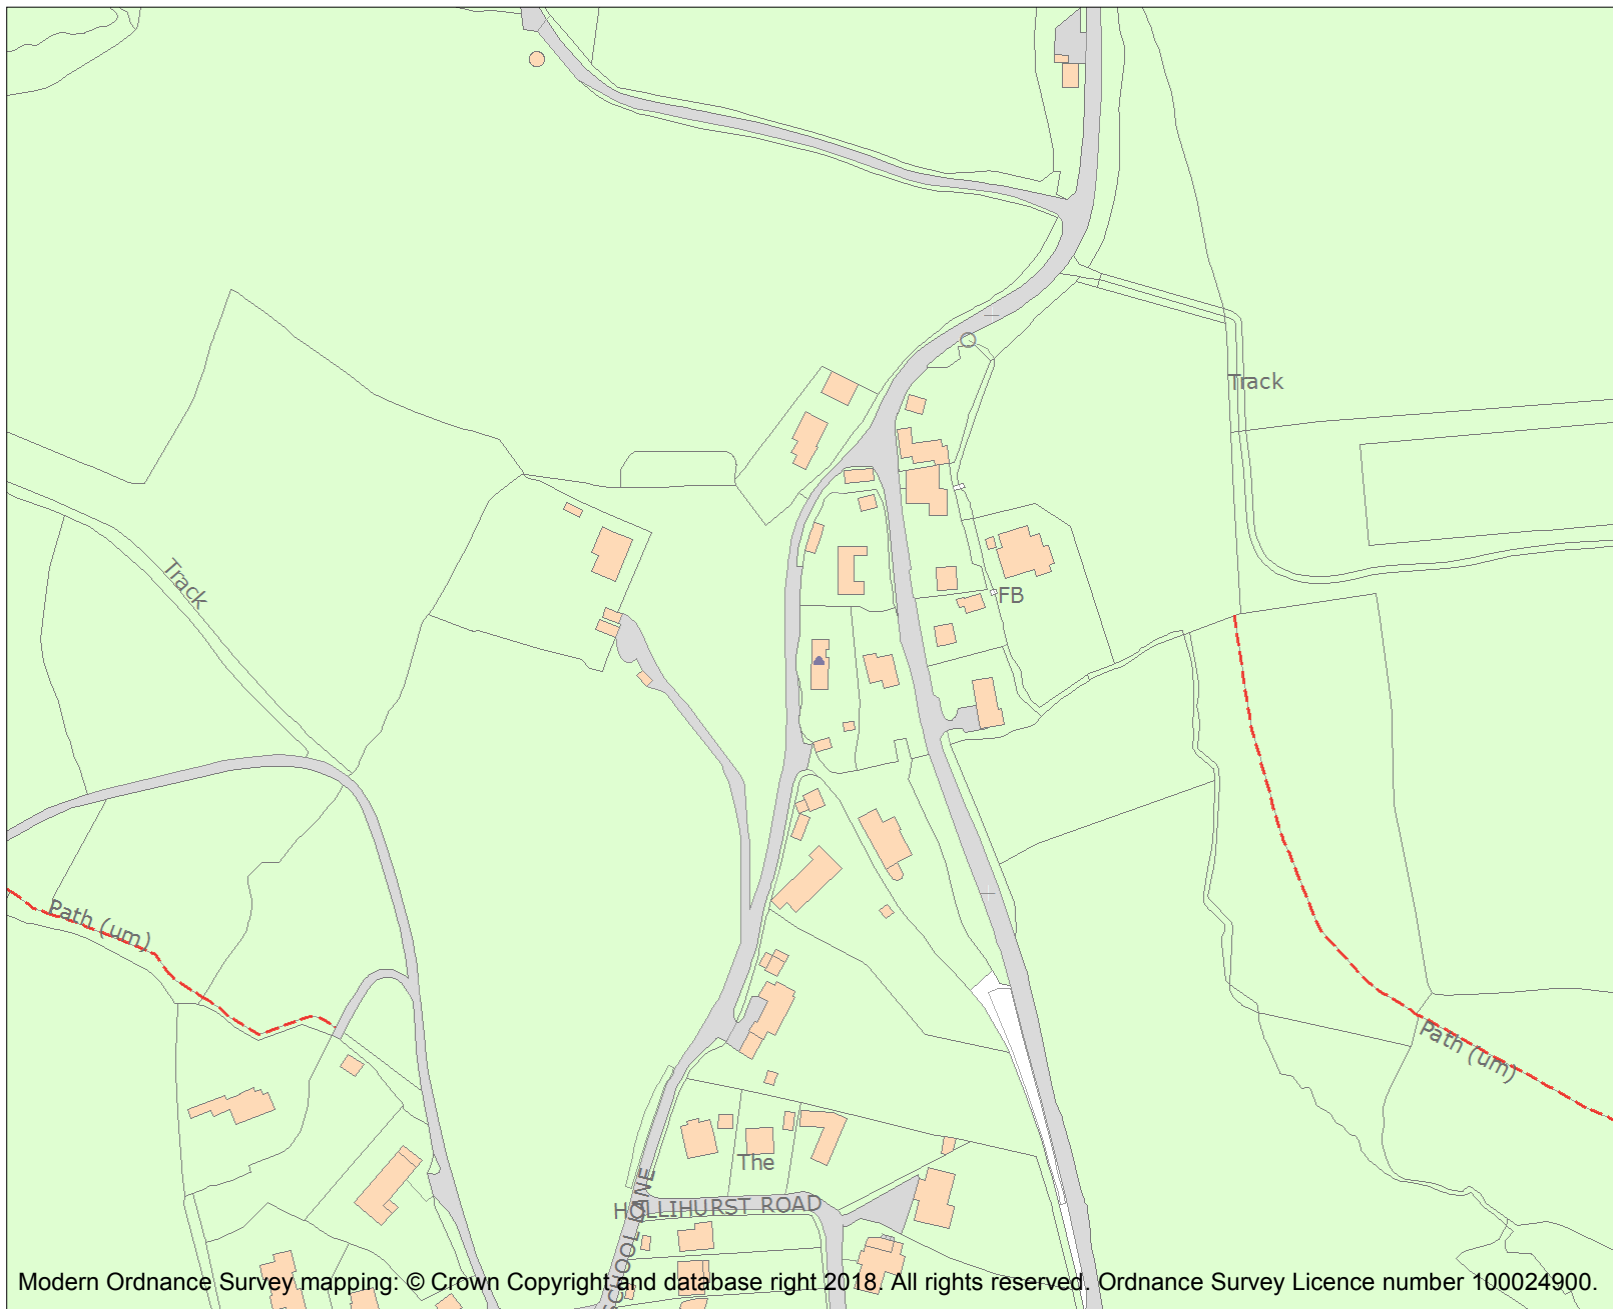 Track
Track
FB
Path (um)
Path (um)
The
HOLLIHURST ROAD
SCHOOL LANE
Modern Ordnance Survey mapping: © Crown Copyright and database right 2018. All rights reserved. Ordnance Survey Licence number 100024900.